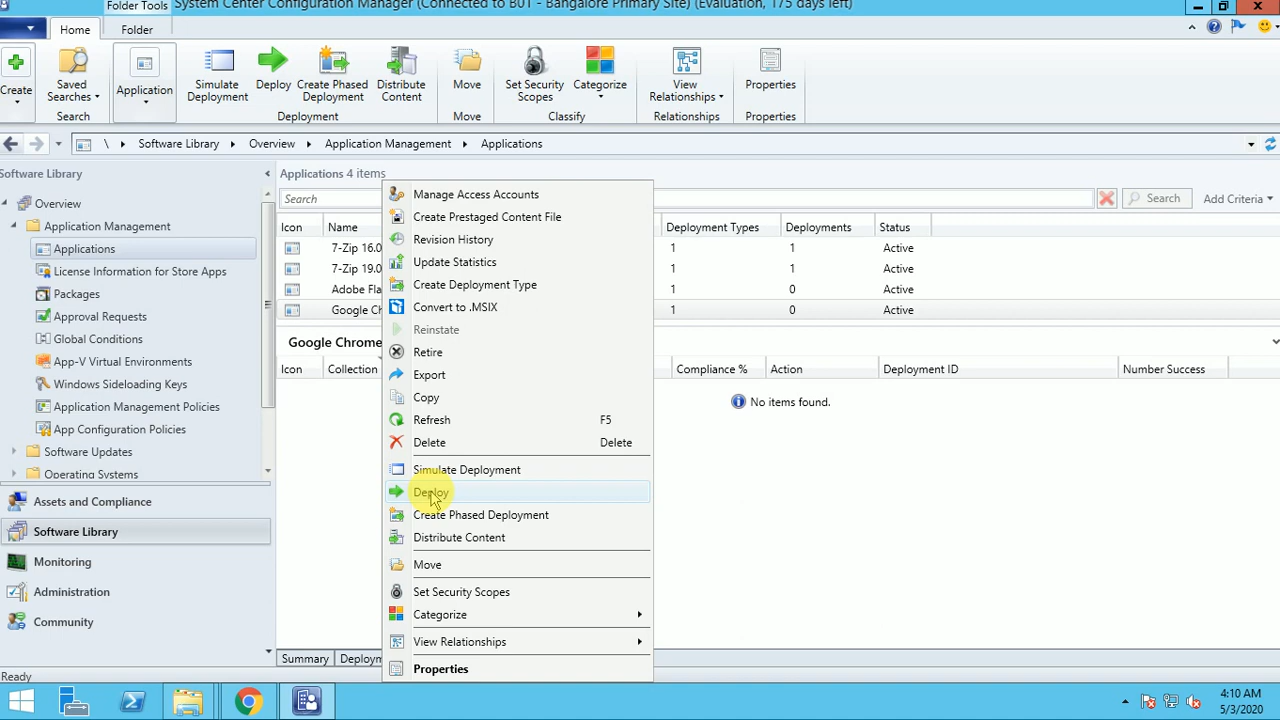 Folder Tools
System Center Configuration Manager (Connected to B01 - Bangalore Primary Site) (Evaluation, 175 days left)
Home
Folder
Create
Saved Searches
Application
Simulate Deployment
Deploy
Create Phased Deployment
Distribute Content
Move
Set Security Scopes
Categorize
View Relationships
Properties
Search
Deployment
Move
Classify
Relationships
Properties
\ Software Library Overview Application Management Applications
Software Library
Overview
Application Management
Applications
License Information for Store Apps
Packages
Approval Requests
Global Conditions
App-V Virtual Environments
Windows Sideloading Keys
Application Management Policies
App Configuration Policies
Software Updates
Operating Systems
Assets and Compliance
Software Library
Monitoring
Administration
Community
Applications 4 items
Search
Search
Add Criteria
Icon Name Deployment Types Deployments Status
7-Zip 16.0 1 1 Active
7-Zip 19.0 1 1 Active
Adobe Fla 1 0 Active
Google Ch 1 0 Active
Google Chrome
Icon Collection Compliance % Action Deployment ID Number Success
No items found.
Manage Access Accounts
Create Prestaged Content File
Revision History
Update Statistics
Create Deployment Type
Convert to .MSIX
Reinstate
Retire
Export
Copy
Refresh F5
Delete Delete
Simulate Deployment
Deploy
Create Phased Deployment
Distribute Content
Move
Set Security Scopes
Categorize
View Relationships
Properties
Summary Deploym
Ready
4:10 AM
5/3/2020